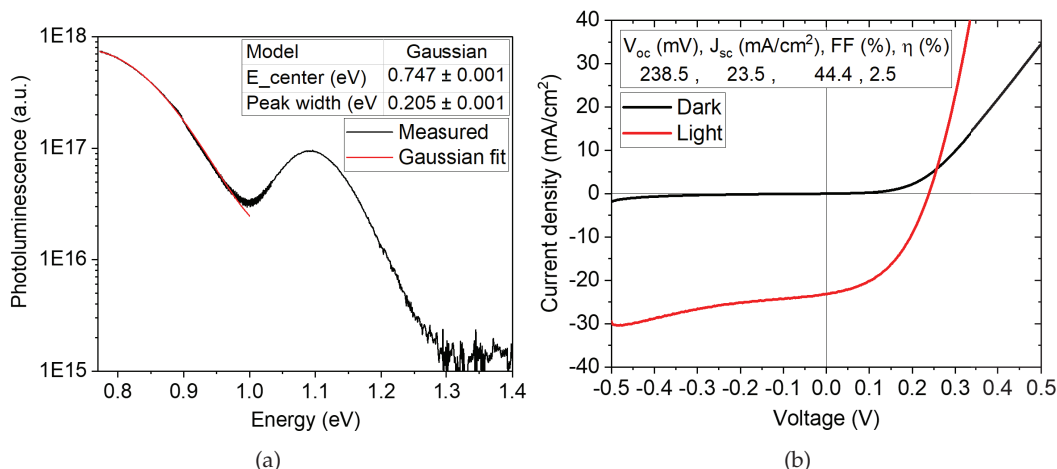 1E18
1E17
1E16
1E15
Photoluminescence (a.u.)
Model Gaussian
E_center (eV) 0.747 ± 0.001
Peak width (eV 0.205 ± 0.001
Measured
Gaussian fit
0.8 0.9 1.0 1.1 1.2 1.3 1.4
Energy (eV)
(a)
40
30
20
10
0
-10
-20
-30
-40
Current density (mA/cm²)
V_oc (mV), J_sc (mA/cm²), FF (%), η (%)
238.5 , 23.5 , 44.4 , 2.5
Dark
Light
-0.5 -0.4 -0.3 -0.2 -0.1 0.0 0.1 0.2 0.3 0.4 0.5
Voltage (V)
(b)